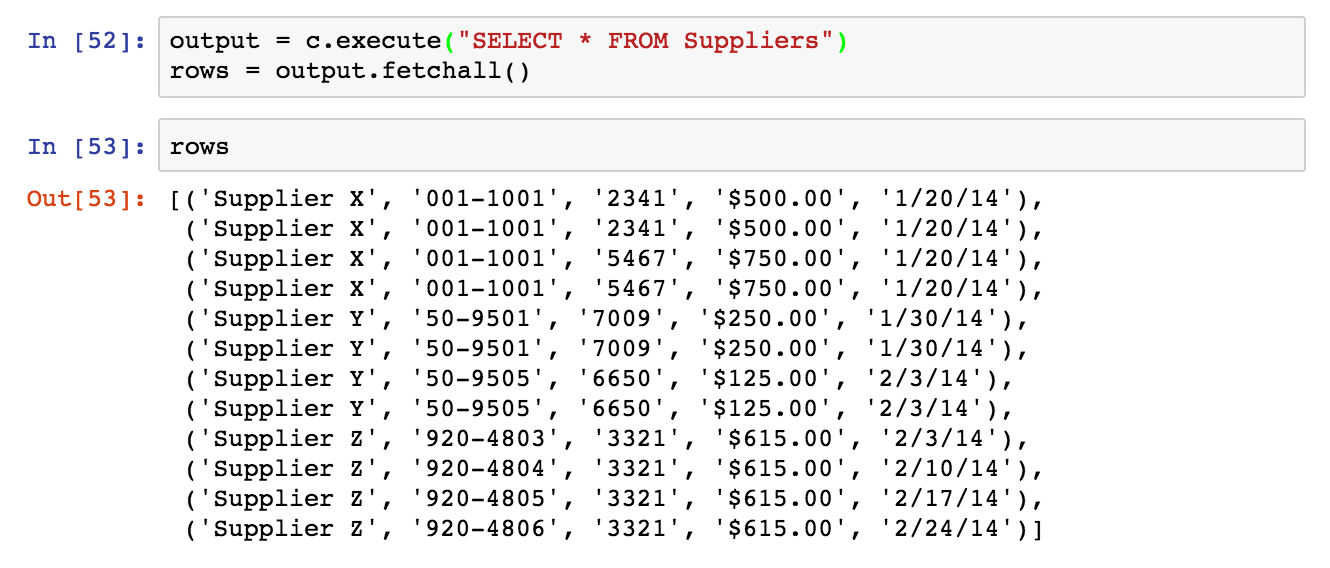 In [52]: output = c.execute("SELECT * FROM Suppliers")
rows = output.fetchall()
In [53]: rows
Out[53]: [('Supplier X', '001-1001', '2341', '$500.00', '1/20/14'),
('Supplier X', '001-1001', '2341', '$500.00', '1/20/14'),
('Supplier X', '001-1001', '5467', '$750.00', '1/20/14'),
('Supplier X', '001-1001', '5467', '$750.00', '1/20/14'),
('Supplier Y', '50-9501', '7009', '$250.00', '1/30/14'),
('Supplier Y', '50-9501', '7009', '$250.00', '1/30/14'),
('Supplier Y', '50-9505', '6650', '$125.00', '2/3/14'),
('Supplier Y', '50-9505', '6650', '$125.00', '2/3/14'),
('Supplier Z', '920-4803', '3321', '$615.00', '2/3/14'),
('Supplier Z', '920-4804', '3321', '$615.00', '2/10/14'),
('Supplier Z', '920-4805', '3321', '$615.00', '2/17/14'),
('Supplier Z', '920-4806', '3321', '$615.00', '2/24/14')]